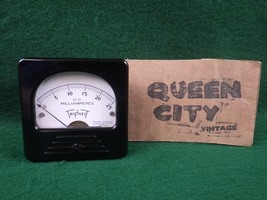 0 5 10 15 20 25
D.C.
MILLIAMPERES
Triplett
QUEEN
CITY
VINTAGE